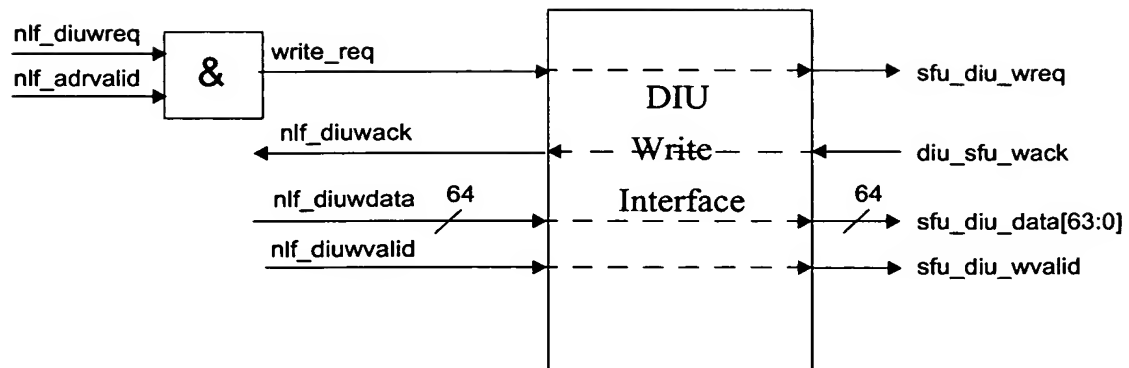 nlf_diuwreq
nlf_adrvalid
&
write_req
DIU
sfu_diu_wreq
nlf_diuwack
Write
diu_sfu_wack
nlf_diuwdata
64
Interface
64
sfu_diu_data[63:0]
nlf_diuwvalid
sfu_diu_wvalid